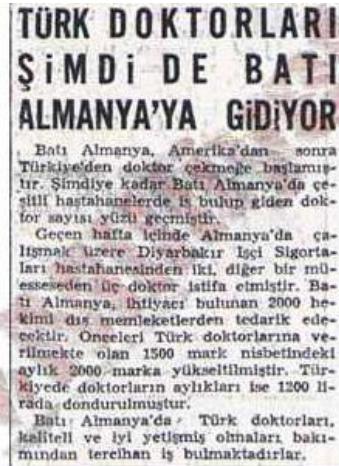 TÜRK DOKTORLARI
ŞİMDİ DE BATI
ALMANYA'YA GİDİYOR
Batı Almanya, Amerika'dan sonra
Türkiye'den doktor çekmeğe başlamış-
tır. Şimdiye kadar Batı Almanya'da çe-
şitli hastahanelerde iş bulup giden dok-
tor sayısı yüzü geçmiştir.
Geçen hafta içinde Almanya'da ça-
lışmak üzere Diyarbakır İşçi Sigorta-
ları hastahanesinden iki, diğer bir mü-
esseseden üç doktor istifa etmiştir. Ba-
tı Almanya, ihtiyacı bulunan 2000 he-
kimi dış memleketlerden tedarik ede-
cektir. Önceleri Türk doktorlarına ve-
rilmekte olan 1500 mark nisbetindeki
aylık 2000 marka yükseltilmiştir. Tür-
kiyede doktorların aylıkları ise 1200 li-
rada dondurulmuştur.
Batı Almanya'da Türk doktorları,
kaliteli ve iyi yetişmiş olmaları bakı-
mından tercihan iş bulmaktadırlar.